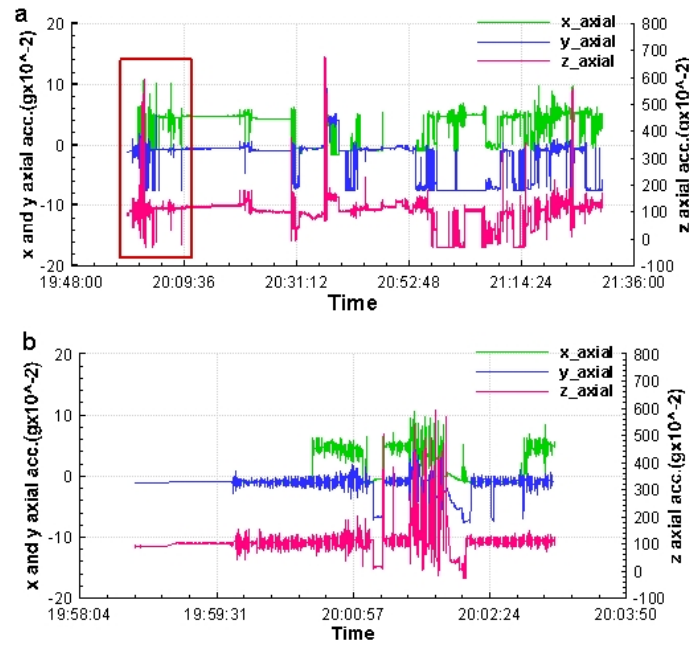 a
20
10
0
-10
-20
x and y axial acc.(gx10^-2)
x_axial
y_axial
z_axial
800
700
600
500
400
300
200
100
0
-100
z axial acc.(gx10^-2)
19:48:00 20:09:36 20:31:12 20:52:48 21:14:24 21:36:00
Time
b
20
10
0
-10
-20
x and y axial acc.(gx10^-2)
x_axial
y_axial
z_axial
800
700
600
500
400
300
200
100
0
-100
z axial acc.(gx10^-2)
19:58:04 19:59:31 20:00:57 20:02:24 20:03:50
Time